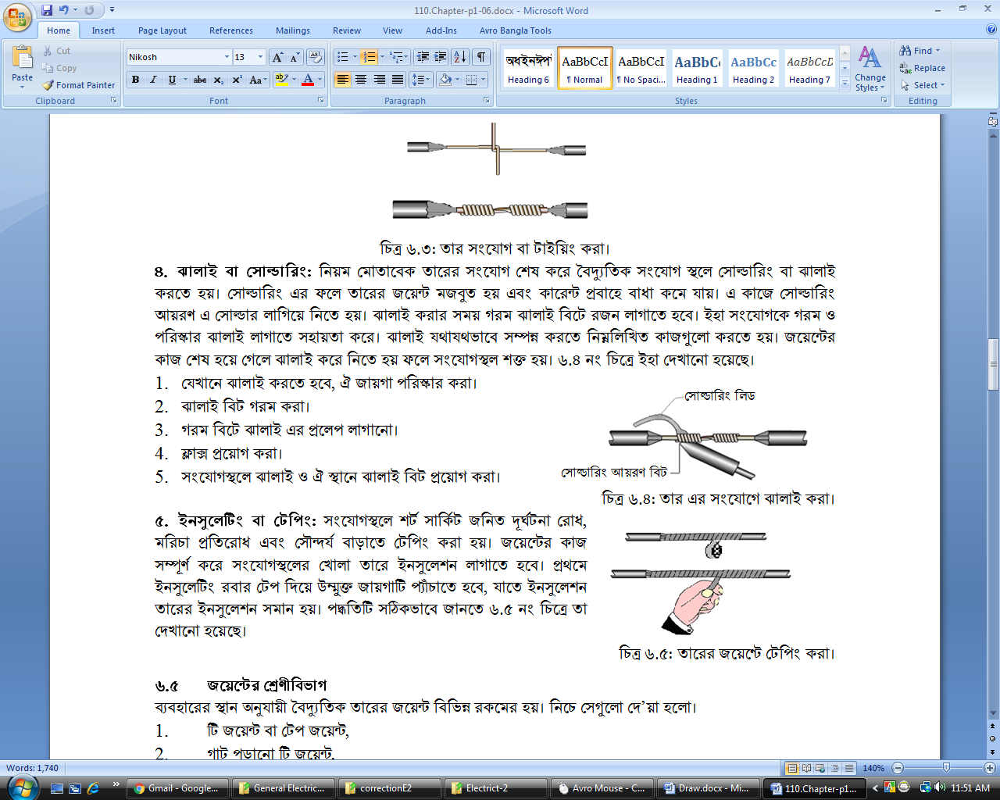 110.Chapter-p1-06.docx - Microsoft Word
Home Insert Page Layout References Mailings Review View Add-Ins Avro Bangla Tools
Paste
Cut
Copy
Format Painter
Clipboard
Nikosh 13
B I U abc x₂ x² Aa
Font
Paragraph
অধইনঈপ AaBbCcI AaBbCcI AaBbC AaBbCc AaBbCcD
Heading 6 ¶ Normal ¶ No Spaci... Heading 1 Heading 2 Heading 7
Change Styles
Styles
Find
Replace
Select
Editing
চিত্র ৬.৩: তার সংযোগ বা টাইয়িং করা।
৪. ঝালাই বা সোল্ডারিং: নিয়ম মোতাবেক তারের সংযোগ শেষ করে বৈদ্যুতিক সংযোগ স্থলে সোল্ডারিং বা ঝালাই
করতে হয়। সোল্ডারিং এর ফলে তারের জয়েন্ট মজবুত হয় এবং কারেন্ট প্রবাহে বাধা কমে যায়। এ কাজে সোল্ডারিং
আয়রণ এ সোল্ডার লাগিয়ে নিতে হয়। ঝালাই করার সময় গরম ঝালাই বিটে রজন লাগাতে হবে। ইহা সংযোগকে গরম ও
পরিস্কার ঝালাই লাগাতে সহায়তা করে। ঝালাই যথাযথভাবে সম্পন্ন করতে নিম্নলিখিত কাজগুলো করতে হয়। জয়েন্টের
কাজ শেষ হয়ে গেলে ঝালাই করে নিতে হয় ফলে সংযোগস্থল শক্ত হয়। ৬.৪ নং চিত্রে ইহা দেখানো হয়েছে।
1. যেখানে ঝালাই করতে হবে, ঐ জায়গা পরিস্কার করা।
2. ঝালাই বিট গরম করা।
3. গরম বিটে ঝালাই এর প্রলেপ লাগানো।
4. ফ্লাক্স প্রয়োগ করা।
5. সংযোগস্থলে ঝালাই ও ঐ স্থানে ঝালাই বিট প্রয়োগ করা।
সোল্ডারিং লিড
সোল্ডারিং আয়রণ বিট
চিত্র ৬.৪: তার এর সংযোগে ঝালাই করা।
৫. ইনসুলেটিং বা টেপিং: সংযোগস্থলে শর্ট সার্কিট জনিত দূর্ঘটনা রোধ,
মরিচা প্রতিরোধ এবং সৌন্দর্য বাড়াতে টেপিং করা হয়। জয়েন্টের কাজ
সম্পূর্ণ করে সংযোগস্থলের খোলা তারে ইনসুলেশন লাগাতে হবে। প্রথমে
ইনসুলেটিং রবার টেপ দিয়ে উম্মুক্ত জায়গাটি প্যাঁচাতে হবে, যাতে ইনসুলেশন
তারের ইনসুলেশন সমান হয়। পদ্ধতিটি সঠিকভাবে জানতে ৬.৫ নং চিত্রে তা
দেখানো হয়েছে।
চিত্র ৬.৫: তারের জয়েন্টে টেপিং করা।
৬.৫ জয়েন্টের শ্রেণীবিভাগ
ব্যবহারের স্থান অনুযায়ী বৈদ্যুতিক তারের জয়েন্ট বিভিন্ন রকমের হয়। নিচে সেগুলো দে’য়া হলো।
1. টি জয়েন্ট বা টেপ জয়েন্ট,
2. গাট পড়ানো টি জয়েন্ট,
Words: 1,740
140%
Gmail - Google... General Electric... correctionE2 Electrict-2 Avro Mouse - C... Draw.docx - Mi... 110.Chapter-p1... 11:51 AM